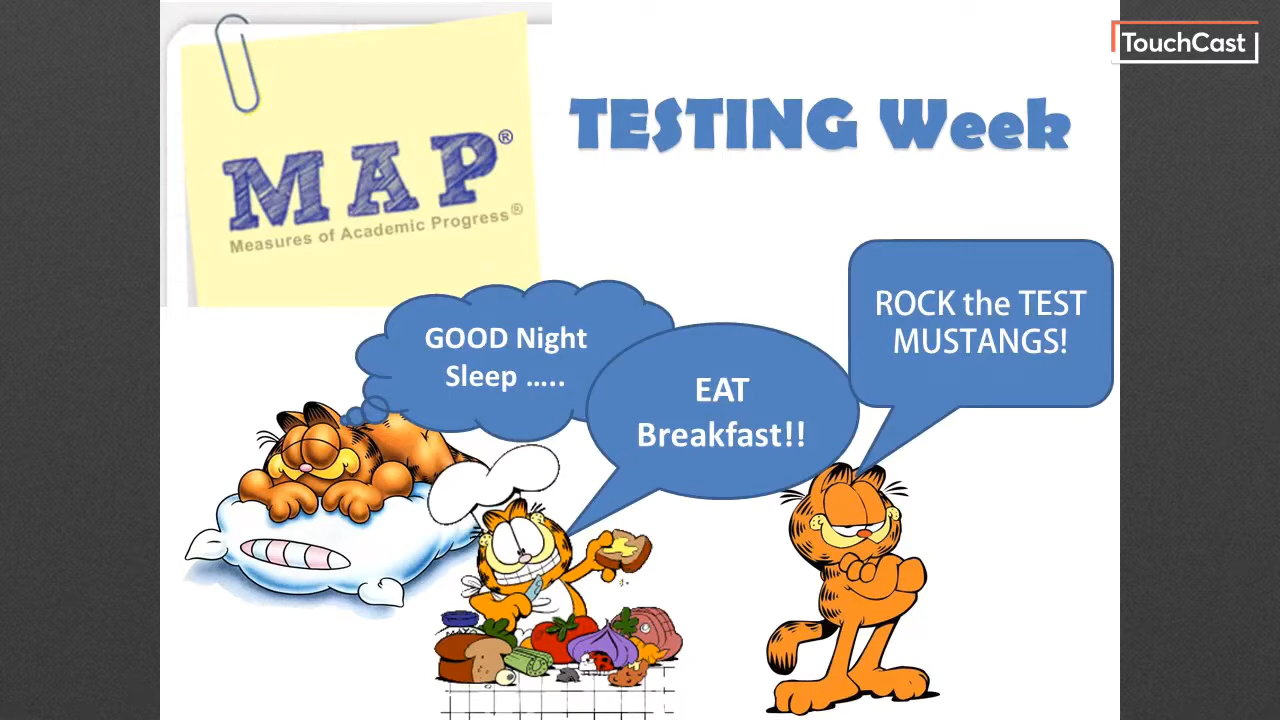 TouchCast
MAP®
Measures of Academic Progress®
TESTING Week
GOOD Night
Sleep .....
EAT
Breakfast!!
ROCK the TEST
MUSTANGS!